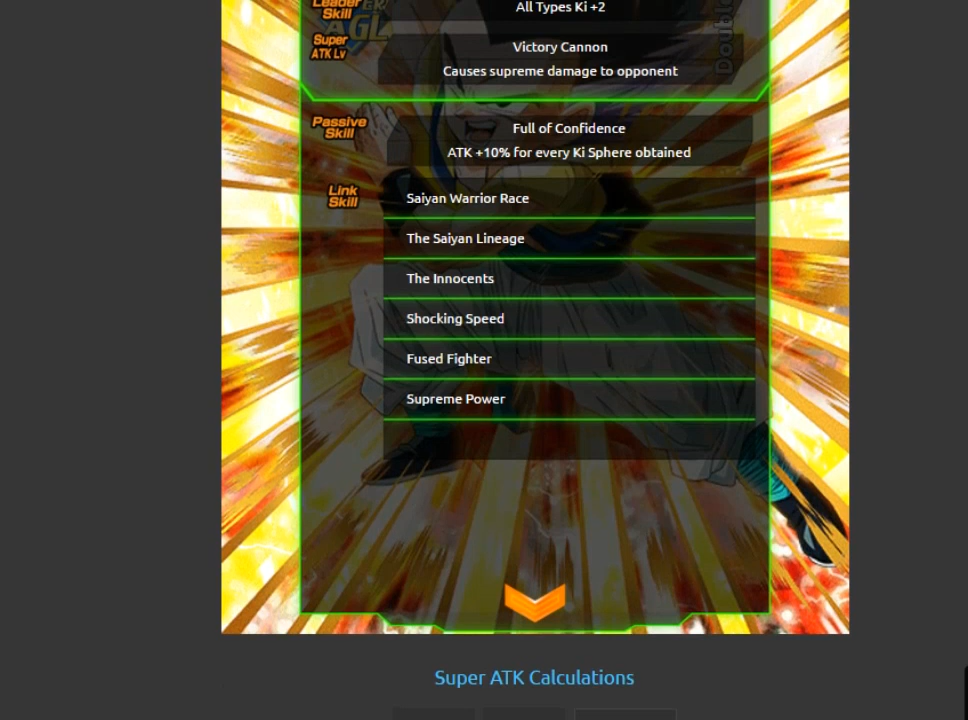 Leader
Skill
All Types Ki +2
AGL
Super
ATK Lv
Victory Cannon
Causes supreme damage to opponent
Passive
Skill
Full of Confidence
ATK +10% for every Ki Sphere obtained
Link
Skill
Saiyan Warrior Race
The Saiyan Lineage
The Innocents
Shocking Speed
Fused Fighter
Supreme Power
Super ATK Calculations